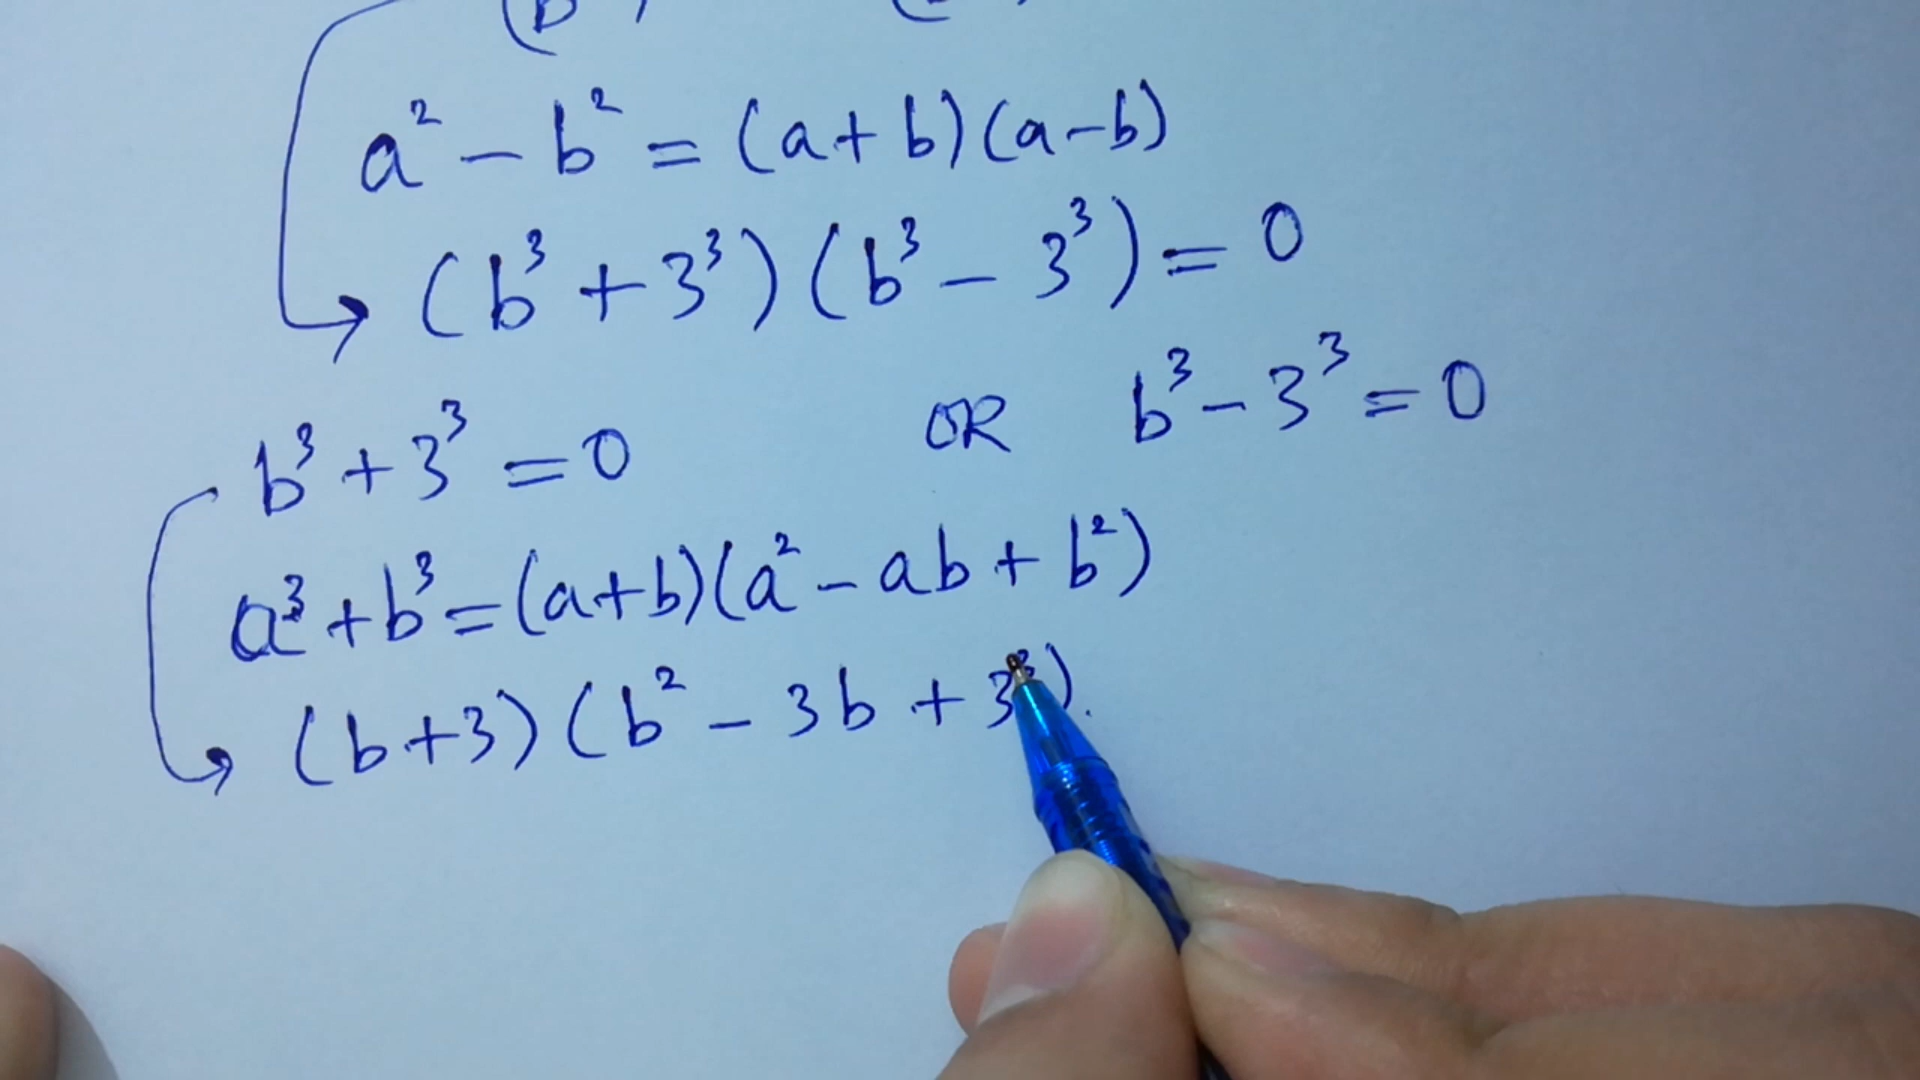 a² - b² = (a+b)(a-b)
(b³ + 3³)(b³ - 3³) = 0
b³ + 3³ = 0 OR b³ - 3³ = 0
a³ + b³ = (a+b)(a² - ab + b²)
(b+3)(b² - 3b + 3